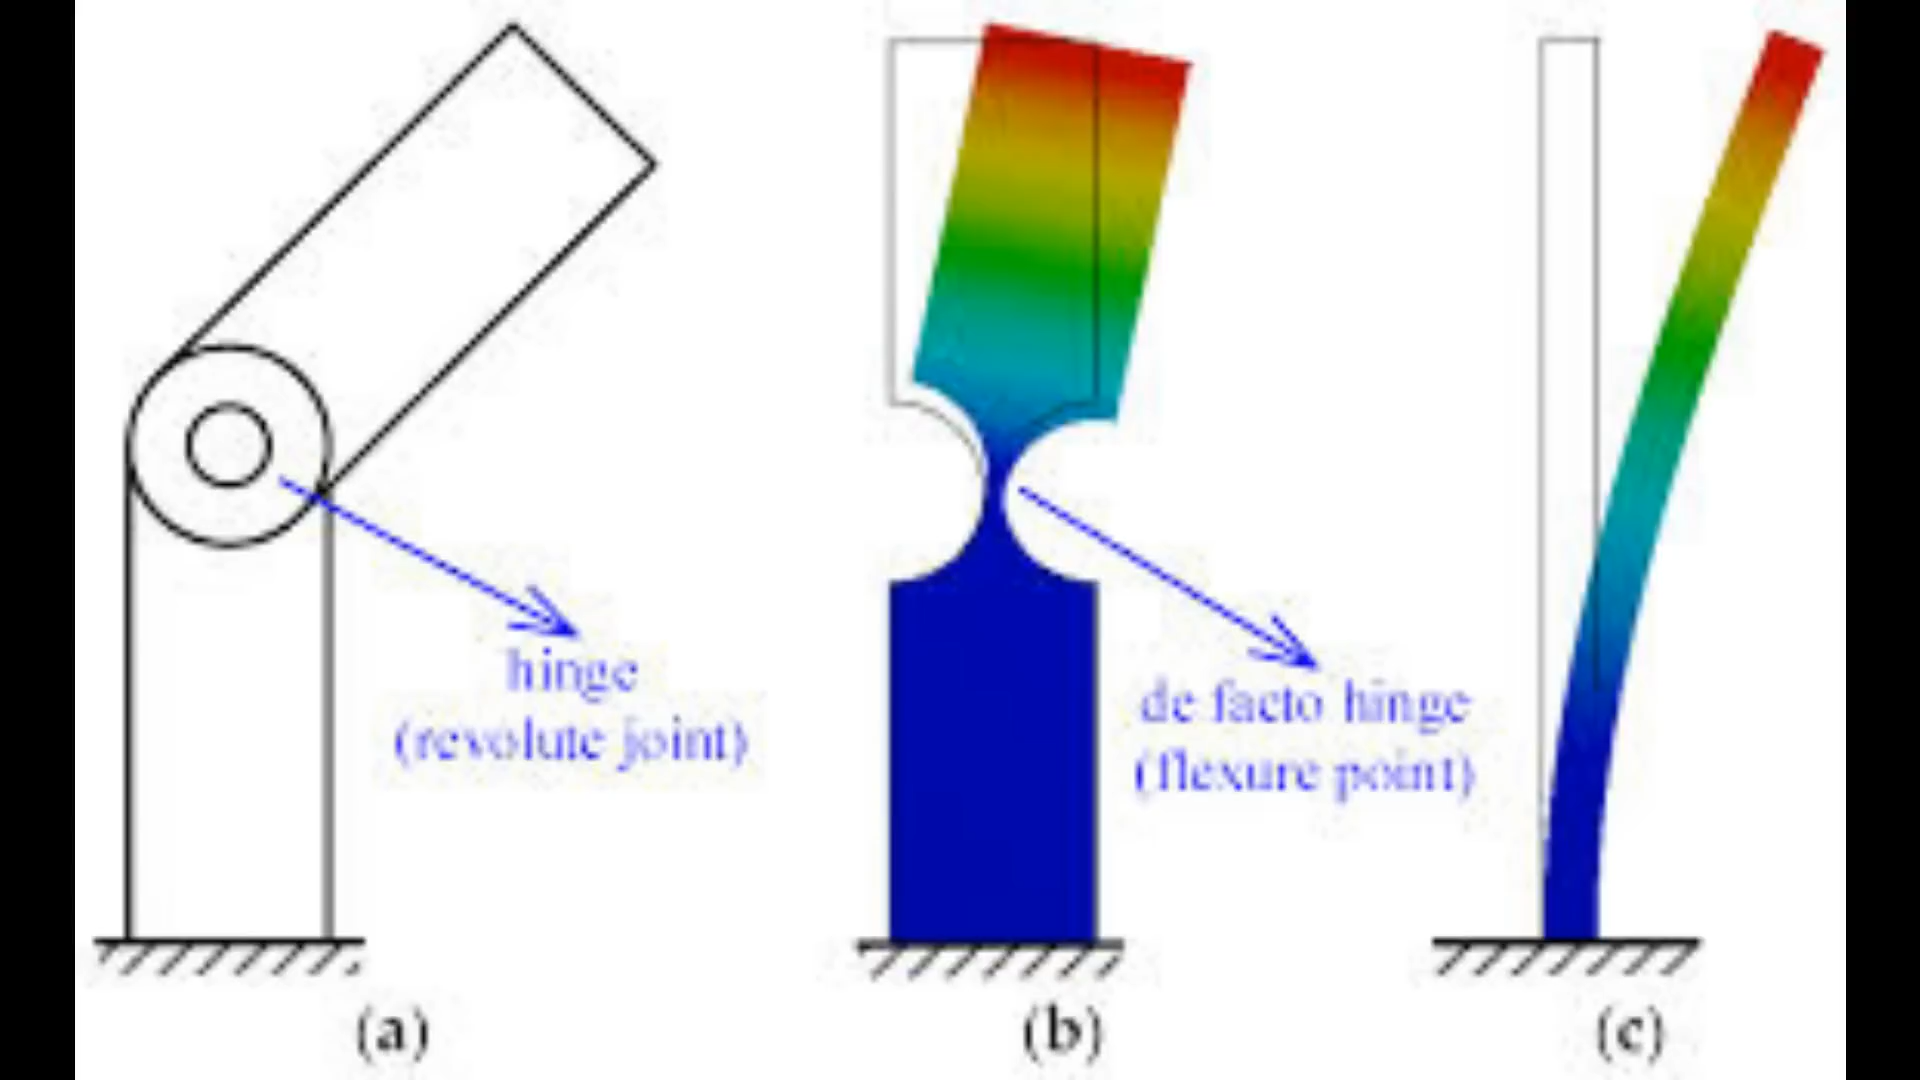 hinge
(revolute joint)
de facto hinge
(flexure point)
(a)
(b)
(c)